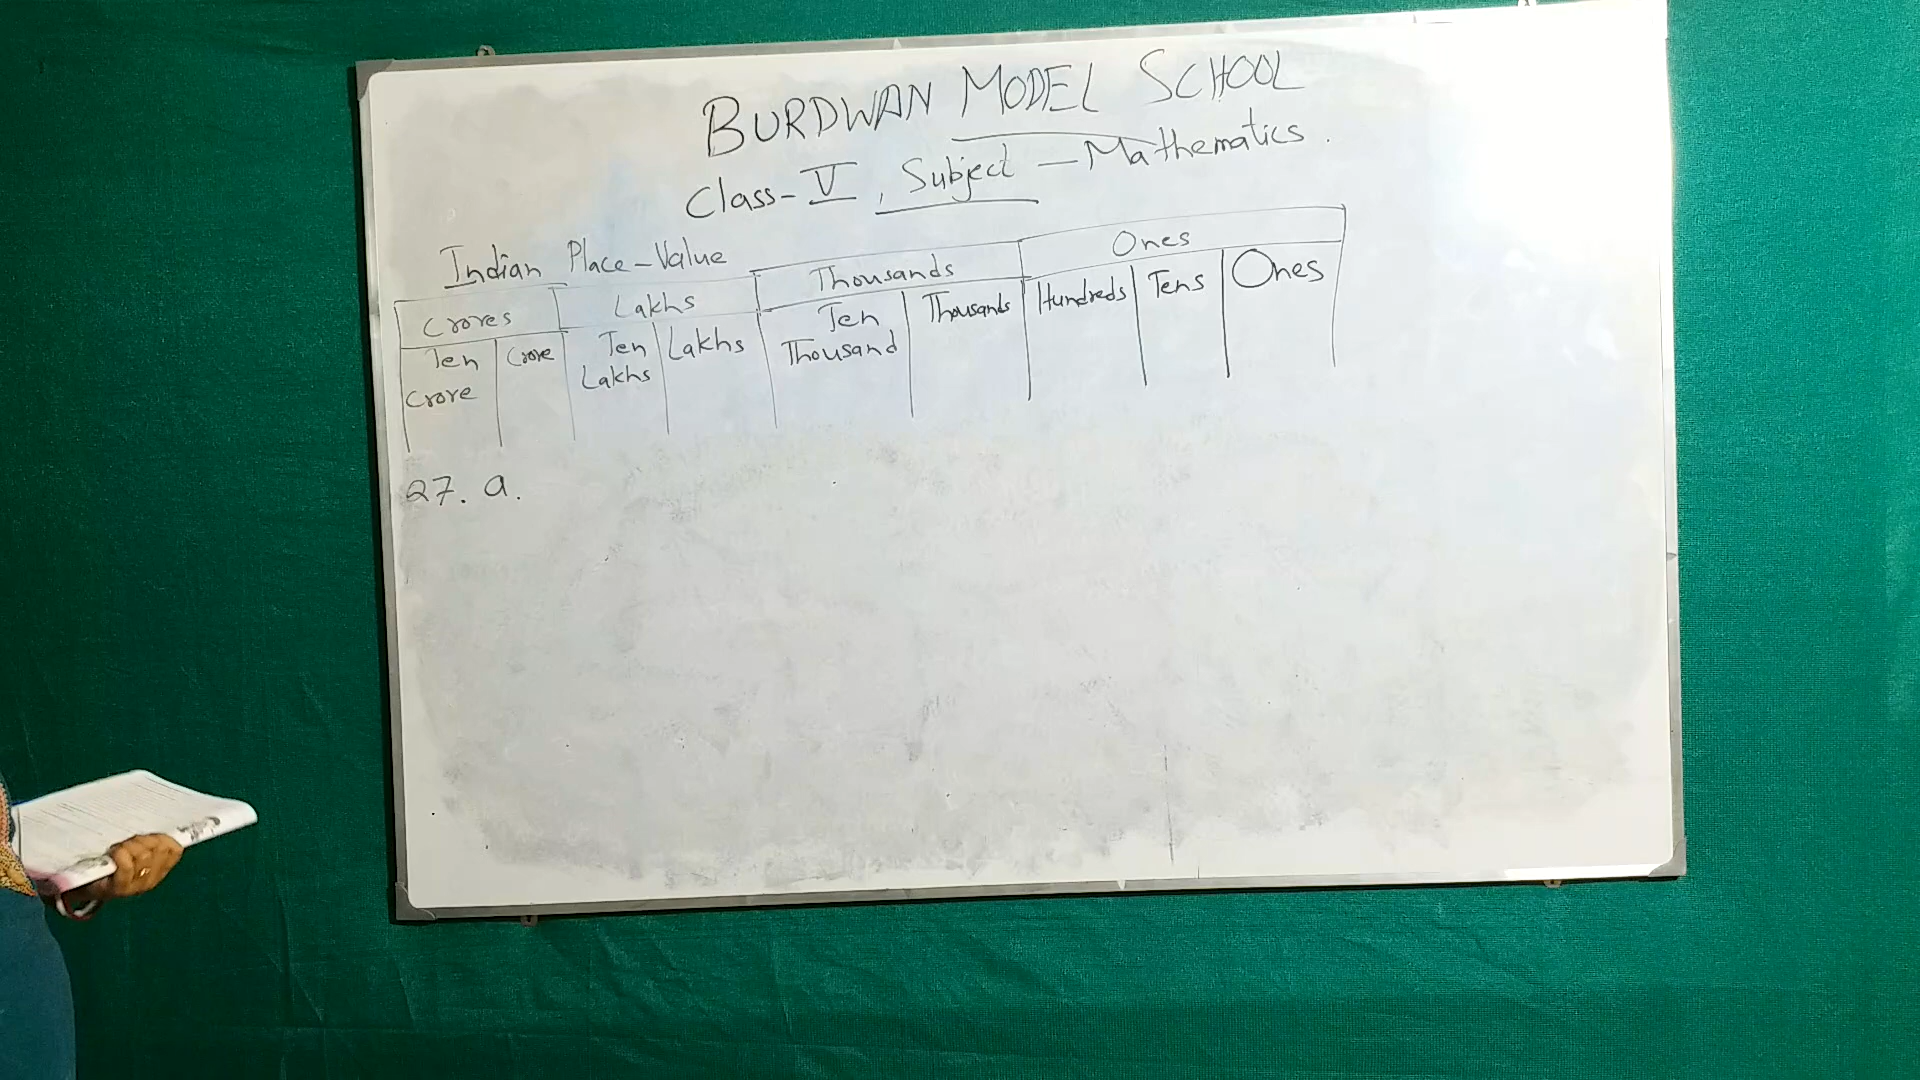 BURDWAN MODEL SCHOOL
Class-V, Subject - Mathematics.
Indian Place-Value
Crores Lakhs Thousands Ones
Ten Crore Crore Ten Lakhs Lakhs Ten Thousand Thousands Hundreds Tens Ones
27. a.